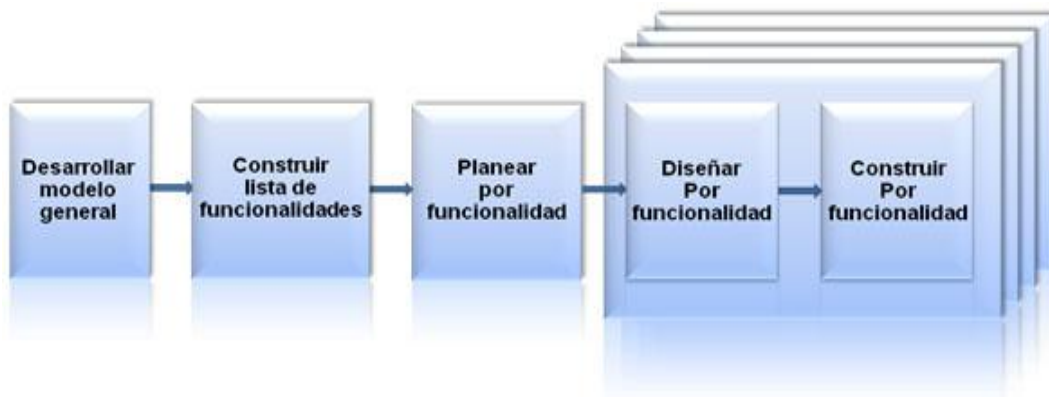 Desarrollar
modelo
general
Construir
lista de
funcionalidades
Planear
por
funcionalidad
Diseñar
Por
funcionalidad
Construir
Por
funcionalidad